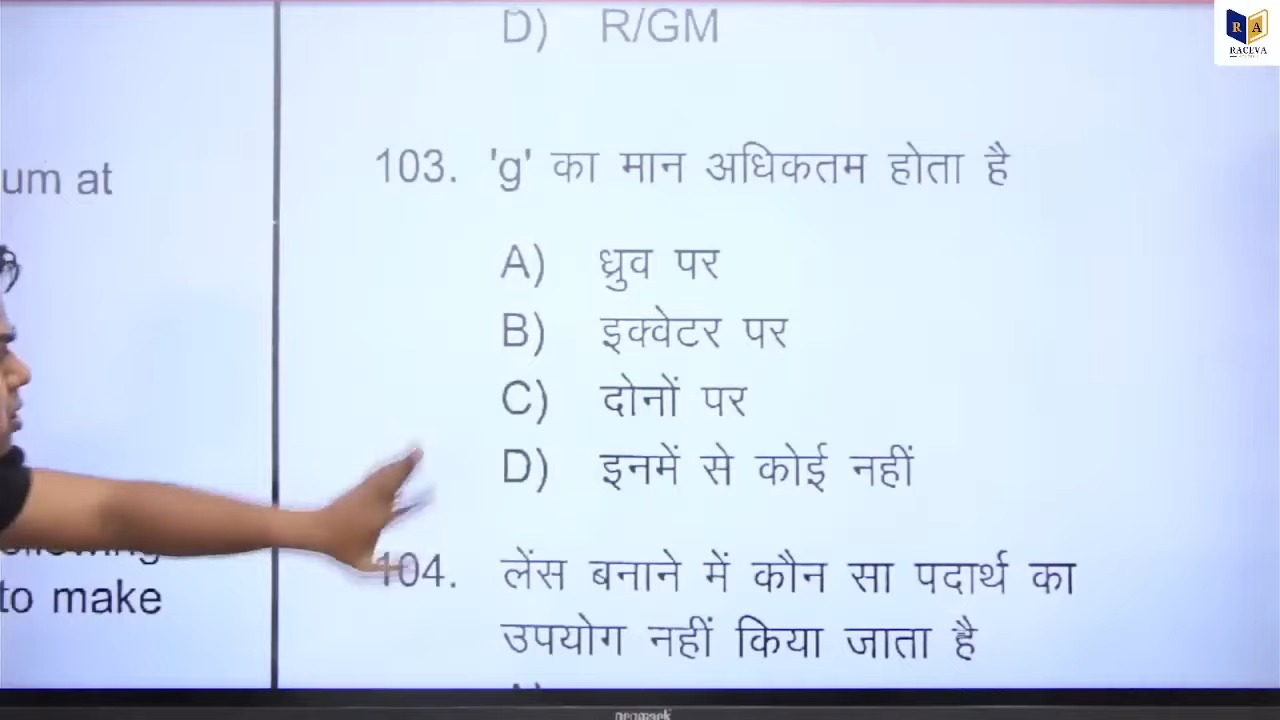 D) R/GM
RACEVA
um at
103. 'g' का मान अधिकतम होता है
A) ध्रुव पर
B) इक्वेटर पर
C) दोनों पर
D) इनमें से कोई नहीं
to make
104. लेंस बनाने में कौन सा पदार्थ का
उपयोग नहीं किया जाता है